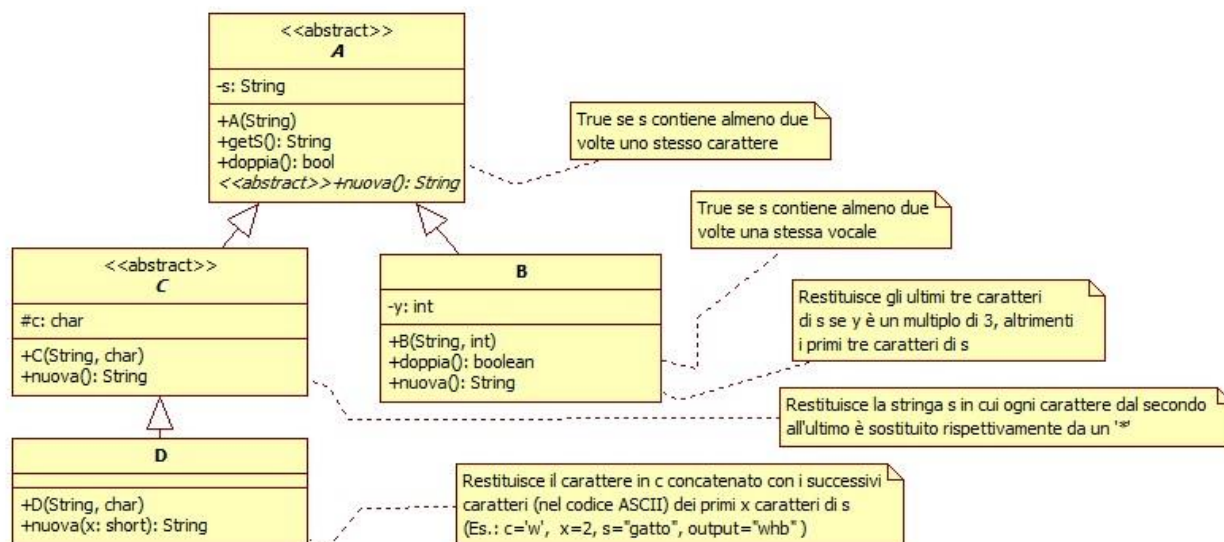 <<abstract>>
A
-s: String
+A(String)
+getS(): String
+doppia(): bool
<<abstract>>+nuova(): String
True se s contiene almeno due
volte uno stesso carattere
True se s contiene almeno due
volte una stessa vocale
<<abstract>>
C
#c: char
+C(String, char)
+nuova(): String
B
-y: int
+B(String, int)
+doppia(): boolean
+nuova(): String
Restituisce gli ultimi tre caratteri
di s se y è un multiplo di 3, altrimenti
i primi tre caratteri di s
Restituisce la stringa s in cui ogni carattere dal secondo
all'ultimo è sostituito rispettivamente da un '*'
D
+D(String, char)
+nuova(x: short): String
Restituisce il carattere in c concatenato con i successivi
caratteri (nel codice ASCII) dei primi x caratteri di s
(Es.: c='w', x=2, s="gatto", output="whb" )